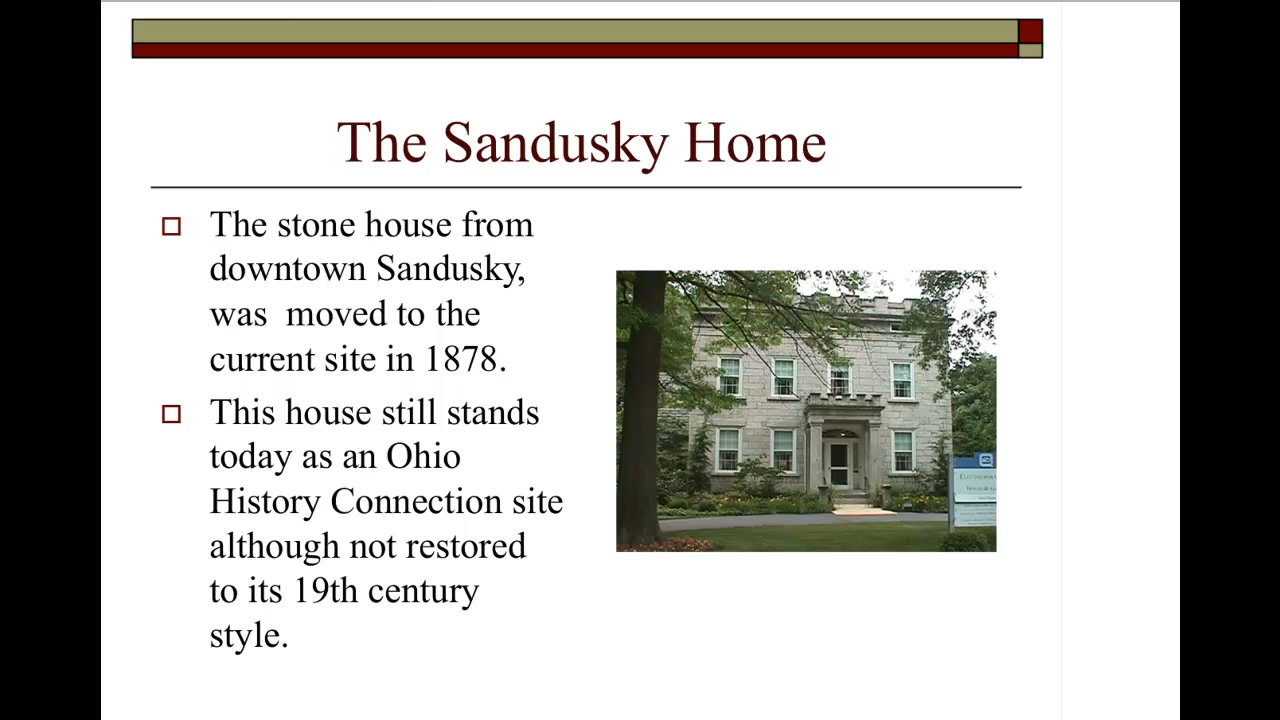 The Sandusky Home
The stone house from
downtown Sandusky,
was  moved to the
current site in 1878.
This house still stands
today as an Ohio
History Connection site
although not restored
to its 19th century
style.